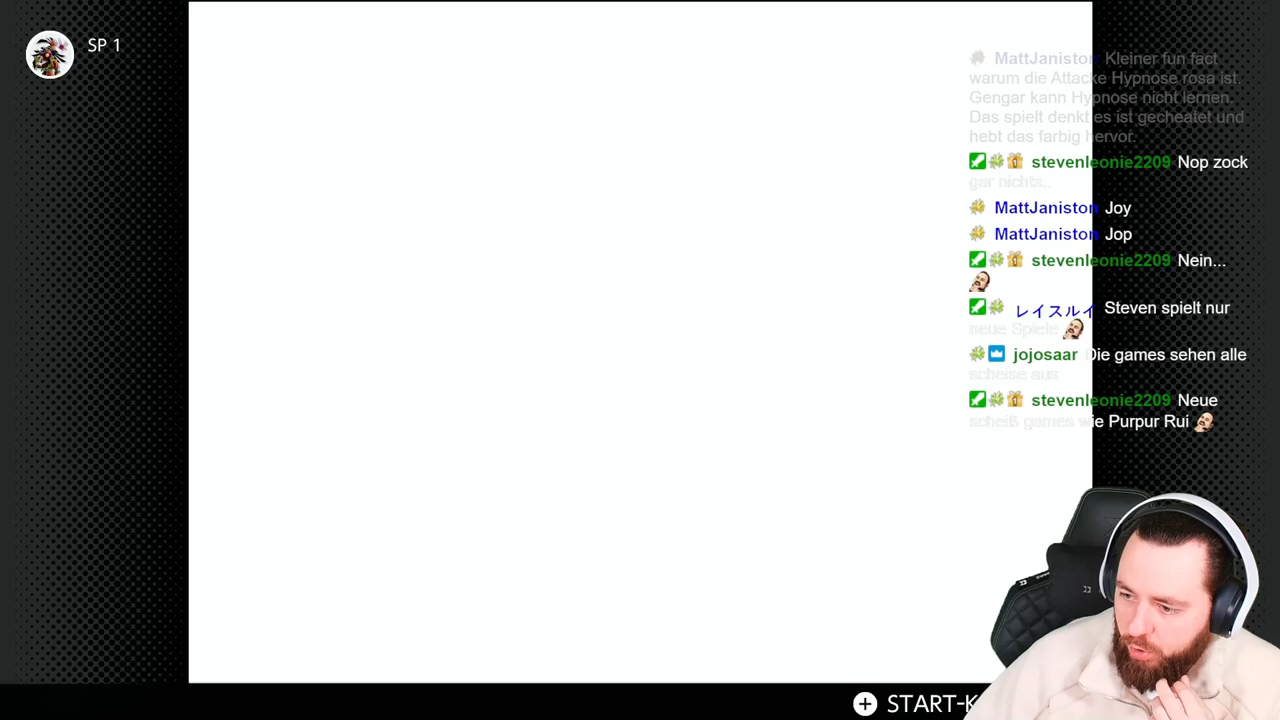 SP 1
MattJaniston Kleiner fun fact
warum die Attacke Hypnose rosa ist.
Gengar kann Hypnose nicht lernen.
Das spielt denkt es ist gecheatet und
hebt das farbig hervor.
stevenleonie2209 Nop zock
gar nichts..
MattJaniston Joy
MattJaniston Jop
stevenleonie2209 Nein...
レイスルイ Steven spielt nur
neue Spiele
jojosaar Die games sehen alle
scheise aus
stevenleonie2209 Neue
scheiß games wie Purpur Rui
START-K